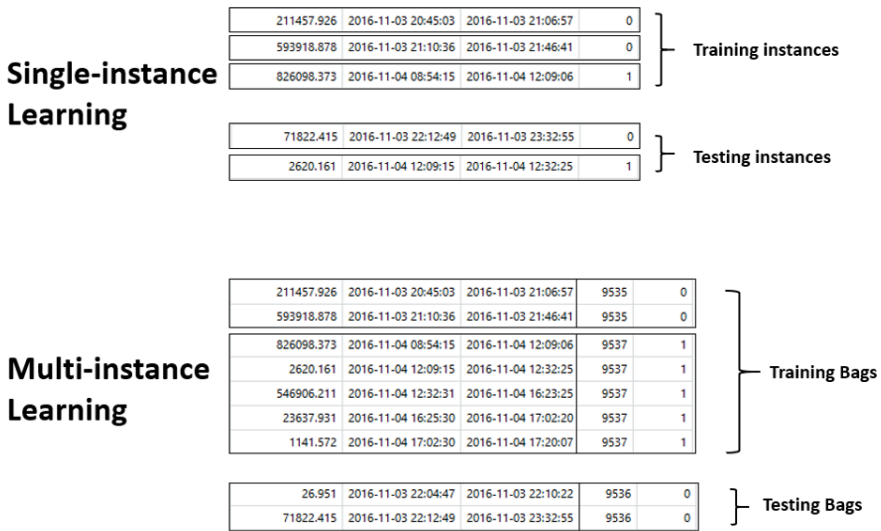 211457.926 2016-11-03 20:45:03 2016-11-03 21:06:57 0
593918.878 2016-11-03 21:10:36 2016-11-03 21:46:41 0
826098.373 2016-11-04 08:54:15 2016-11-04 12:09:06 1
Training instances
Single-instance
Learning
71822.415 2016-11-03 22:12:49 2016-11-03 23:32:55 0
2620.161 2016-11-04 12:09:15 2016-11-04 12:32:25 1
Testing instances
211457.926 2016-11-03 20:45:03 2016-11-03 21:06:57 9535 0
593918.878 2016-11-03 21:10:36 2016-11-03 21:46:41 9535 0
826098.373 2016-11-04 08:54:15 2016-11-04 12:09:06 9537 1
2620.161 2016-11-04 12:09:15 2016-11-04 12:32:25 9537 1
546906.211 2016-11-04 12:32:31 2016-11-04 16:23:25 9537 1
23637.931 2016-11-04 16:25:30 2016-11-04 17:02:20 9537 1
1141.572 2016-11-04 17:02:30 2016-11-04 17:20:07 9537 1
Training Bags
Multi-instance
Learning
26.951 2016-11-03 22:04:47 2016-11-03 22:10:22 9536 0
71822.415 2016-11-03 22:12:49 2016-11-03 23:32:55 9536 0
Testing Bags